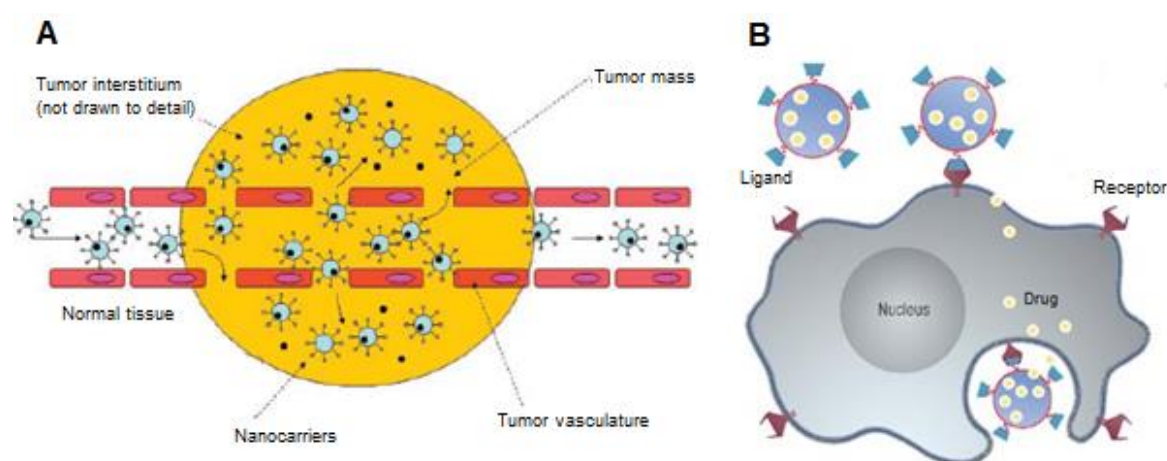 A
Tumor interstitium
(not drawn to detail)
Tumor mass
Normal tissue
Nanocarriers
Tumor vasculature
B
Ligand
Receptor
Nucleus
Drug